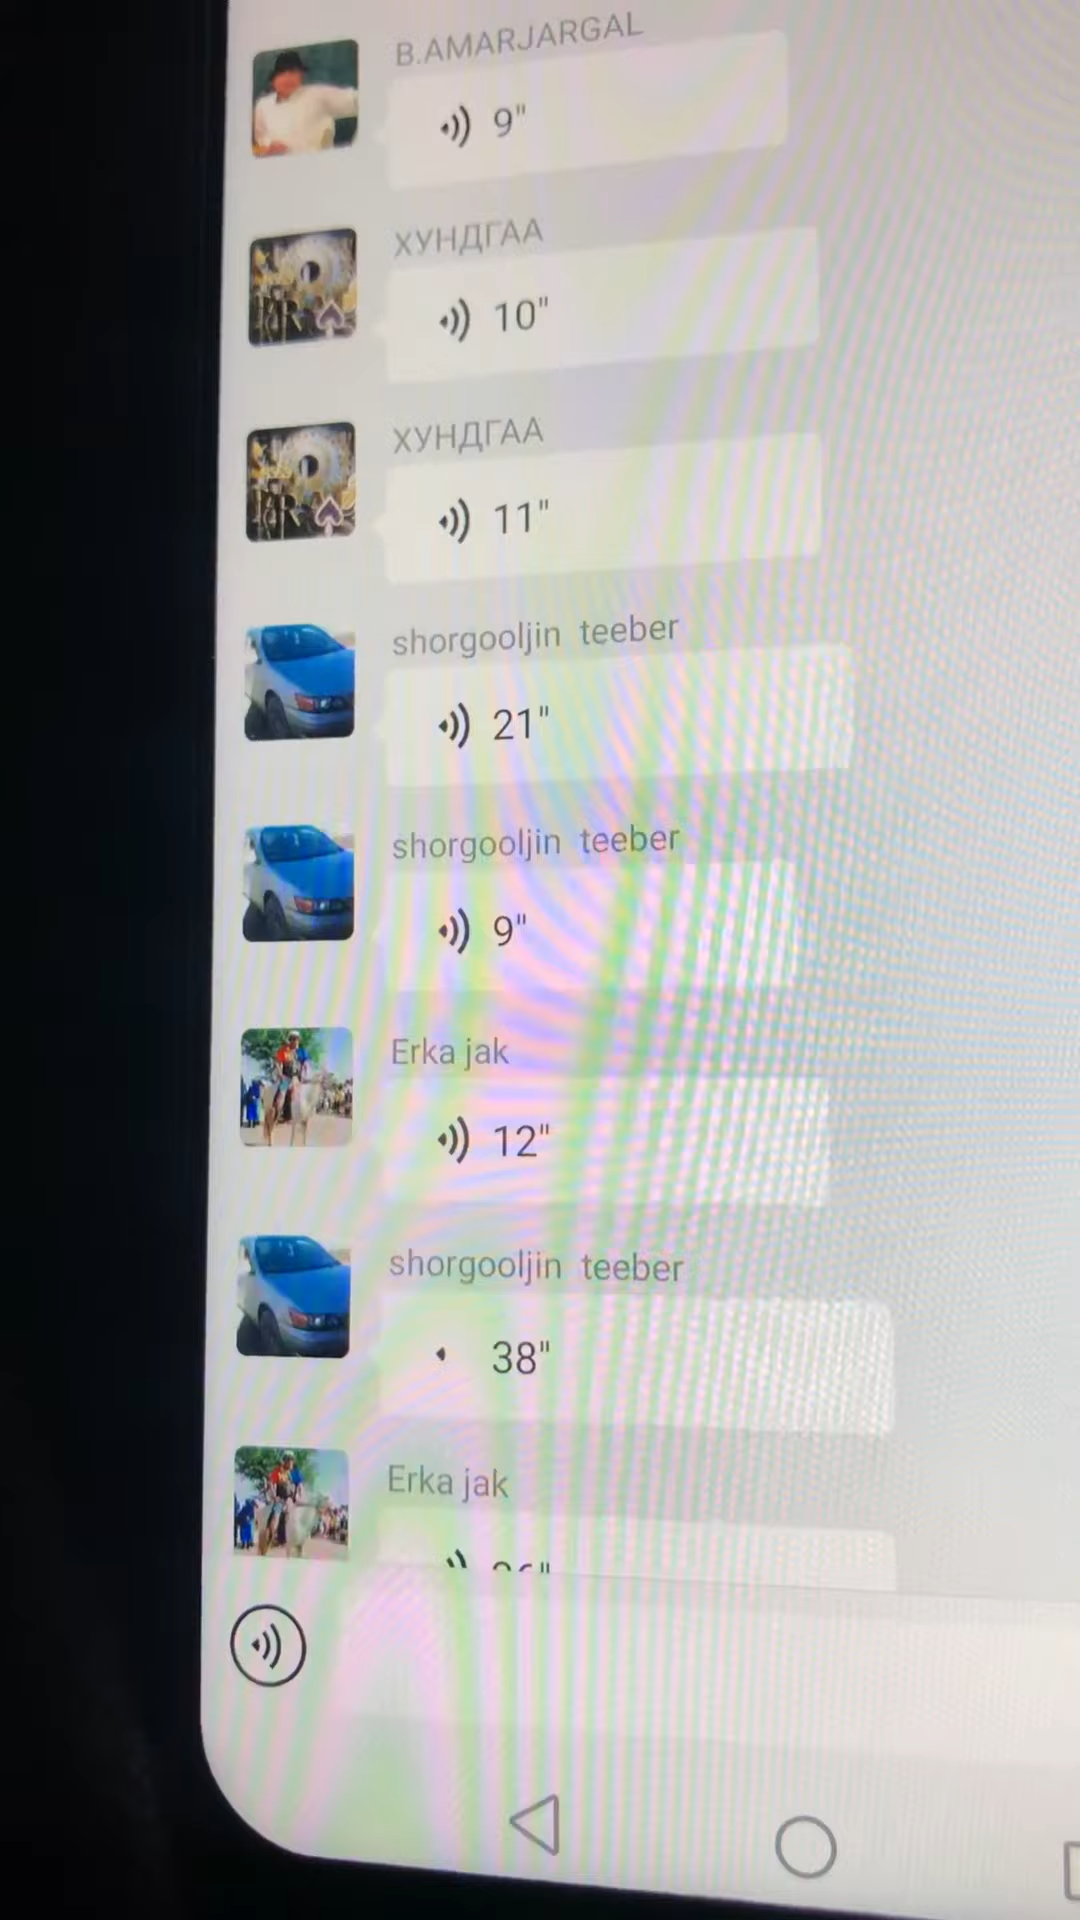 B.AMARJARGAL
9"
ХУНДГАА
10"
ХУНДГАА
11"
shorgooljin teeber
21"
shorgooljin teeber
9"
Erka jak
12"
shorgooljin teeber
38"
Erka jak